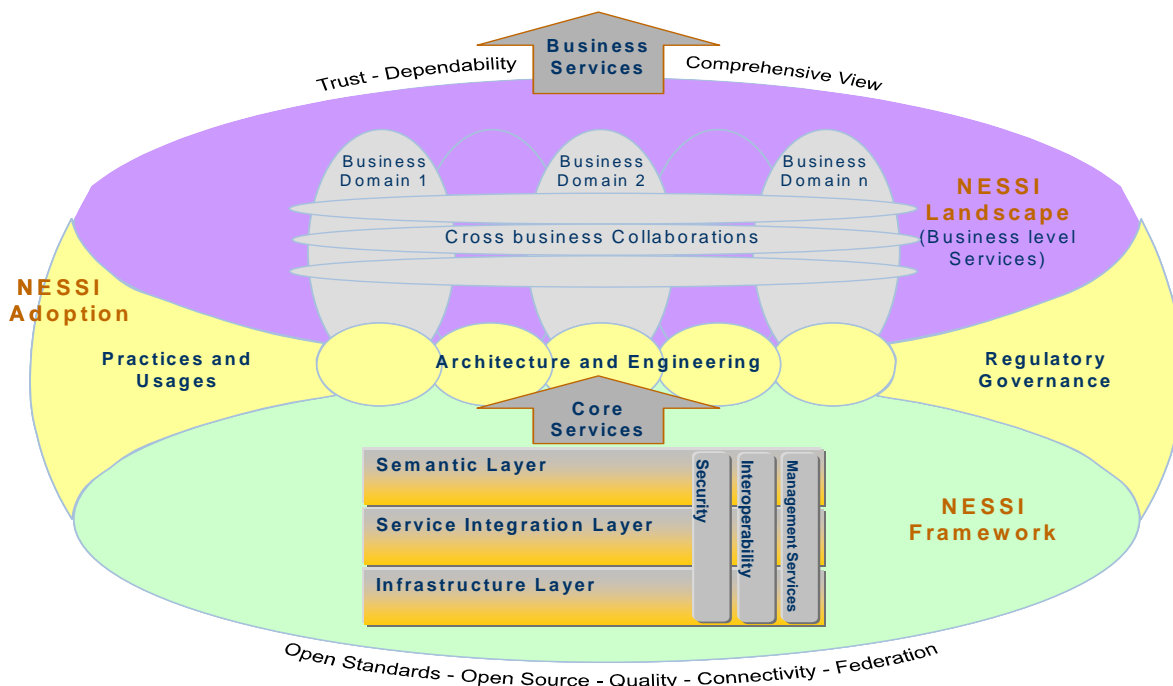 Business
Services
Trust - Dependability
Comprehensive View
Business
Domain 1
Business
Domain 2
Business
Domain n
NESSI
Landscape
(Business level
Services)
Cross business Collaborations
NESSI
Adoption
Practices and
Usages
Architecture and Engineering
Regulatory
Governance
Core
Services
Semantic Layer
Service Integration Layer
Infrastructure Layer
Security
Interoperability
Management Services
NESSI
Framework
Open Standards - Open Source - Quality - Connectivity - Federation